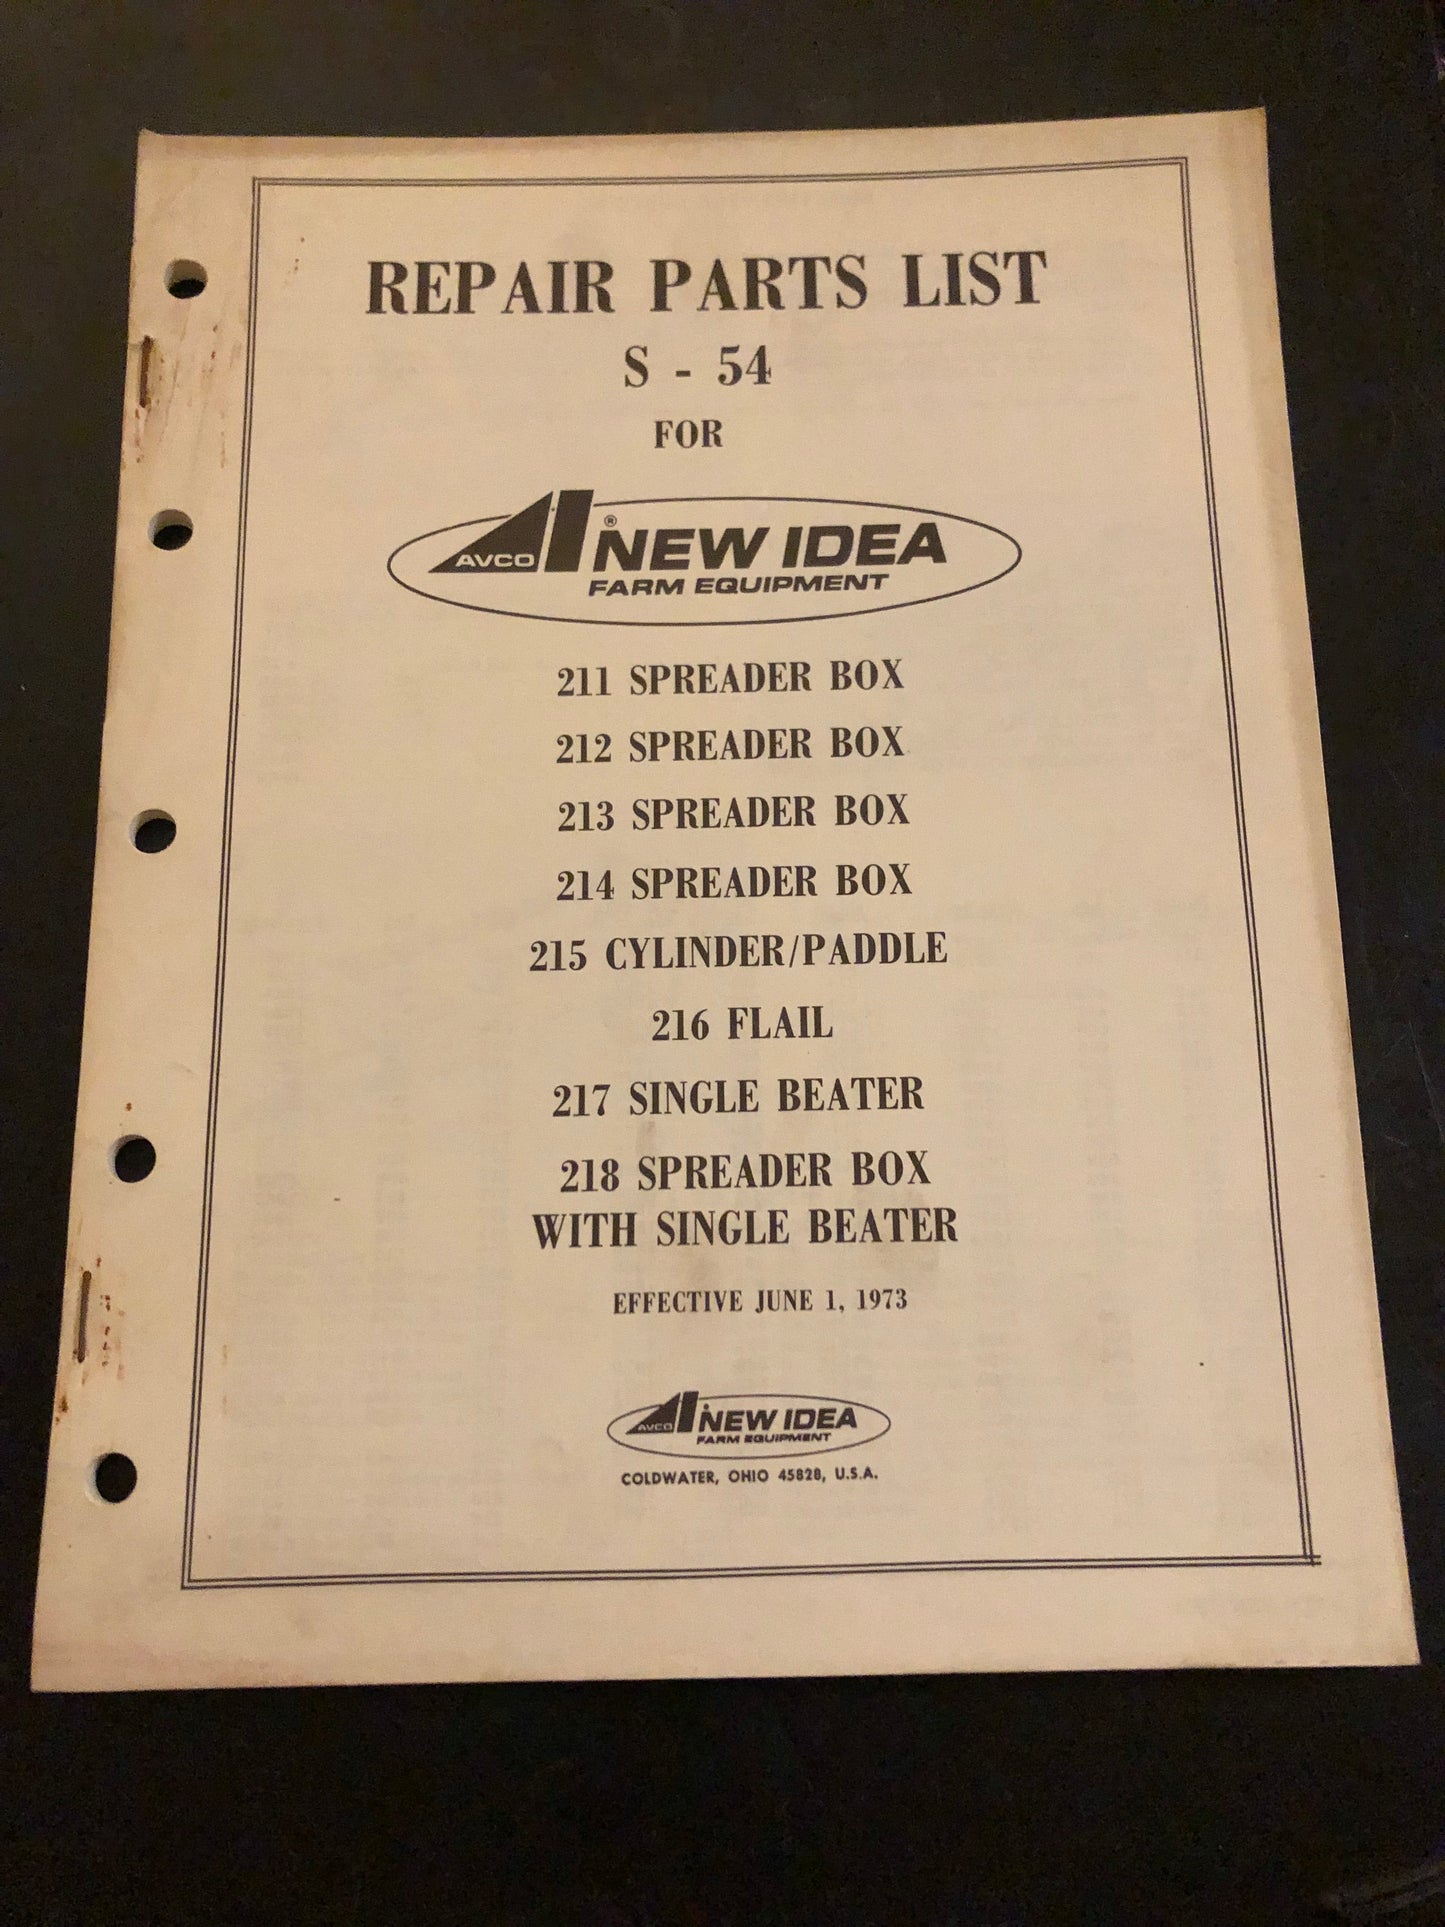 REPAIR PARTS LIST
S - 54
FOR
AVCO ® NEW IDEA
FARM EQUIPMENT
211 SPREADER BOX
212 SPREADER BOX
213 SPREADER BOX
214 SPREADER BOX
215 CYLINDER/PADDLE
216 FLAIL
217 SINGLE BEATER
218 SPREADER BOX
WITH SINGLE BEATER
EFFECTIVE JUNE 1, 1973
AVCO NEW IDEA
FARM EQUIPMENT
COLDWATER, OHIO 45828, U.S.A.